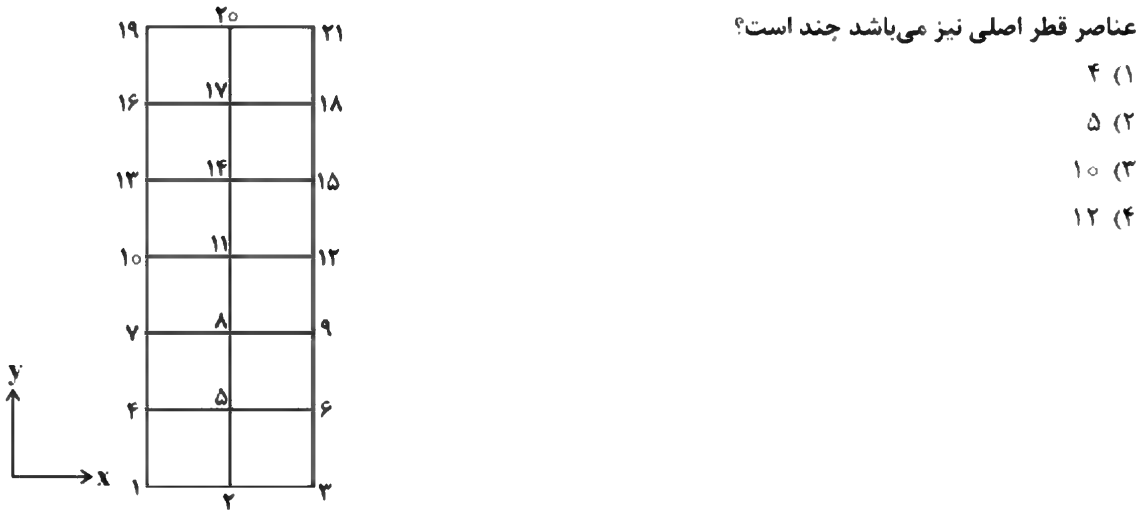 عناصر قطر اصلی نیز می‌باشد چند است؟
۱) ۴
۲) ۵
۳) ۱۰
۴) ۱۲
۱۹ ۲۰ ۲۱
۱۶ ۱۷ ۱۸
۱۳ ۱۴ ۱۵
۱۰ ۱۱ ۱۲
۷ ۸ ۹
y
۴ ۵ ۶
x
۱ ۲ ۳